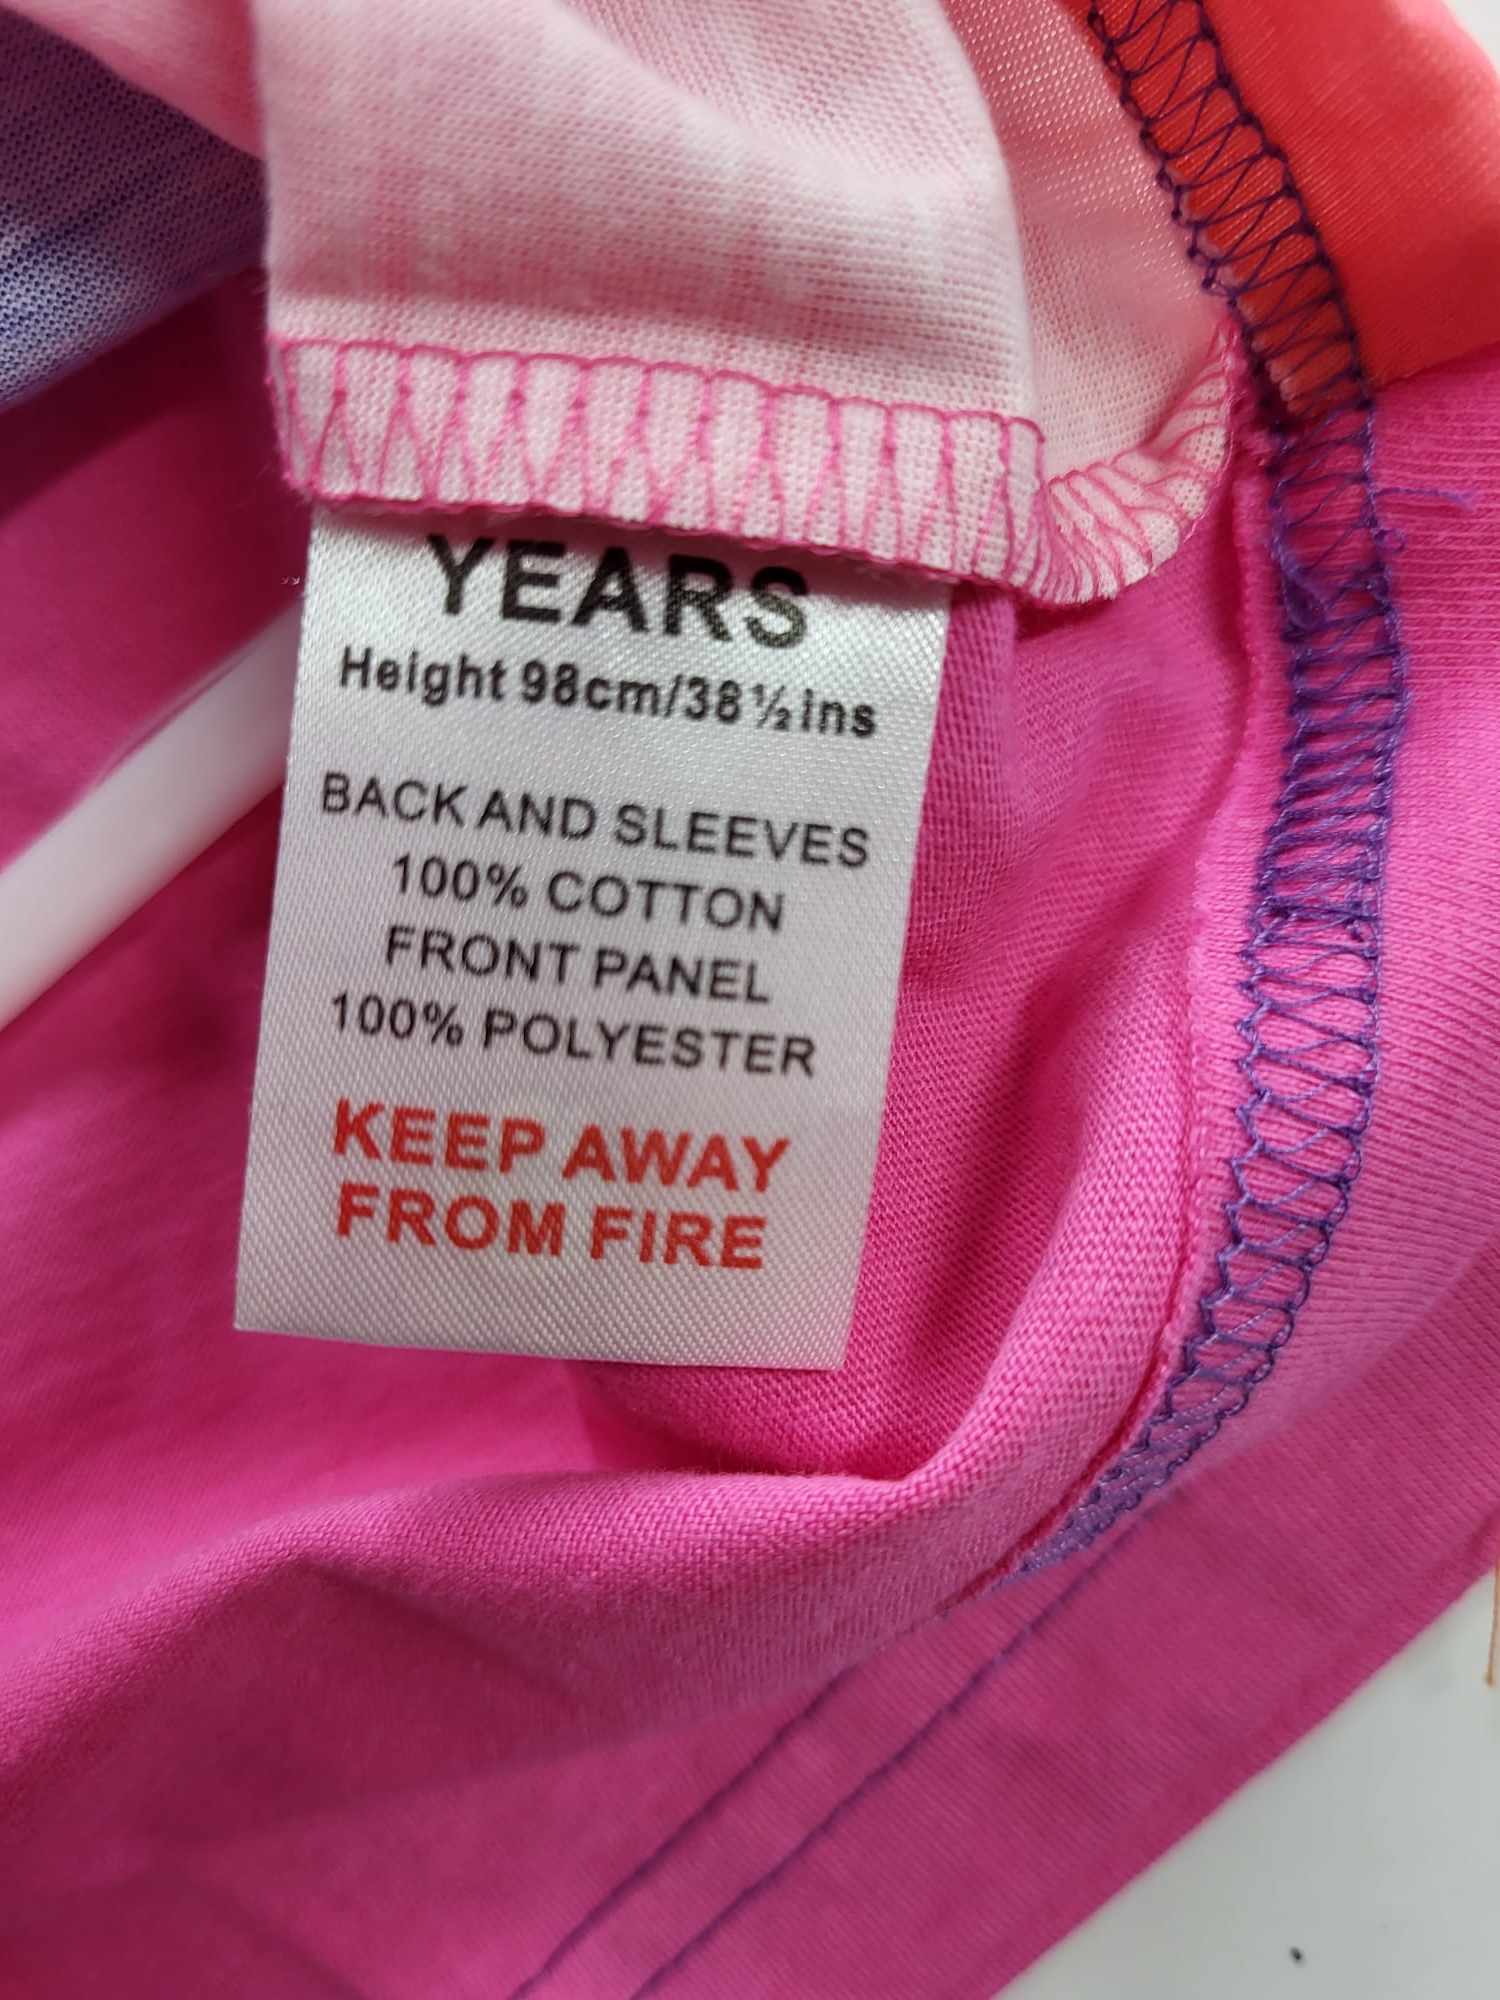 YEARS
Height 98cm/38½ins
BACK AND SLEEVES
100% COTTON
FRONT PANEL
100% POLYESTER
KEEP AWAY
FROM FIRE